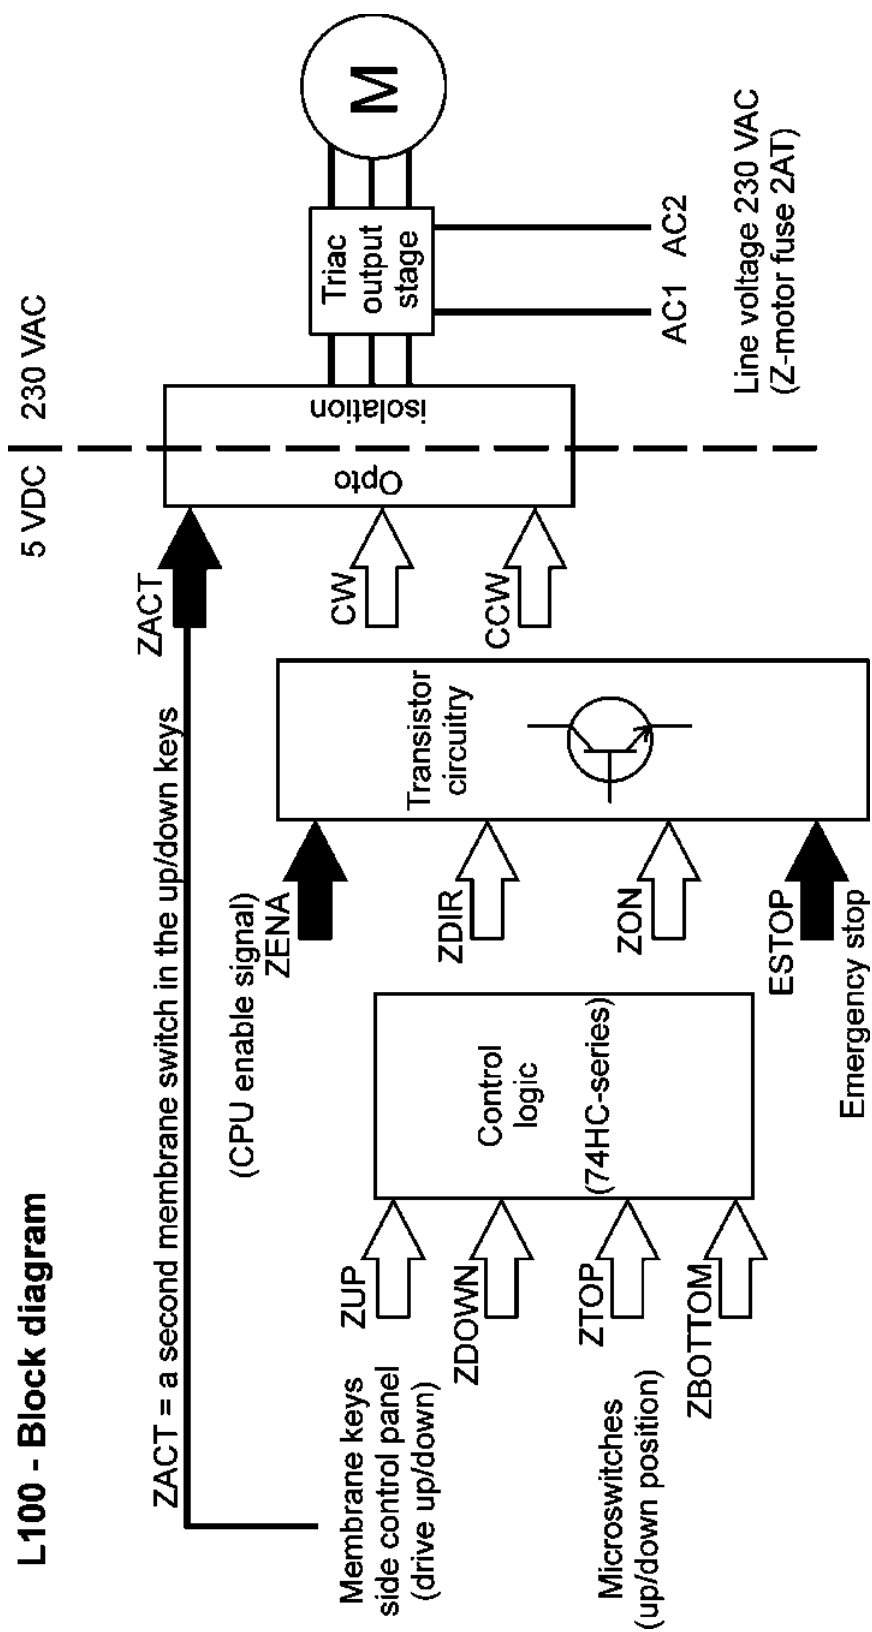 L100 - Block diagram
ZACT = a second membrane switch in the up/down keys
Membrane keys
side control panel
(drive up/down)
Microswitches
(up/down position)
ZUP
ZDOWN
ZTOP
ZBOTTOM
Control
logic
(74HC-series)
(CPU enable signal)
ZENA
ZDIR
ZON
ESTOP
Emergency stop
Transistor
circuitry
ZACT
CW
CCW
5 VDC
230 VAC
Opto
isolation
Triac
output
stage
M
AC1
AC2
Line voltage 230 VAC
(Z-motor fuse 2AT)